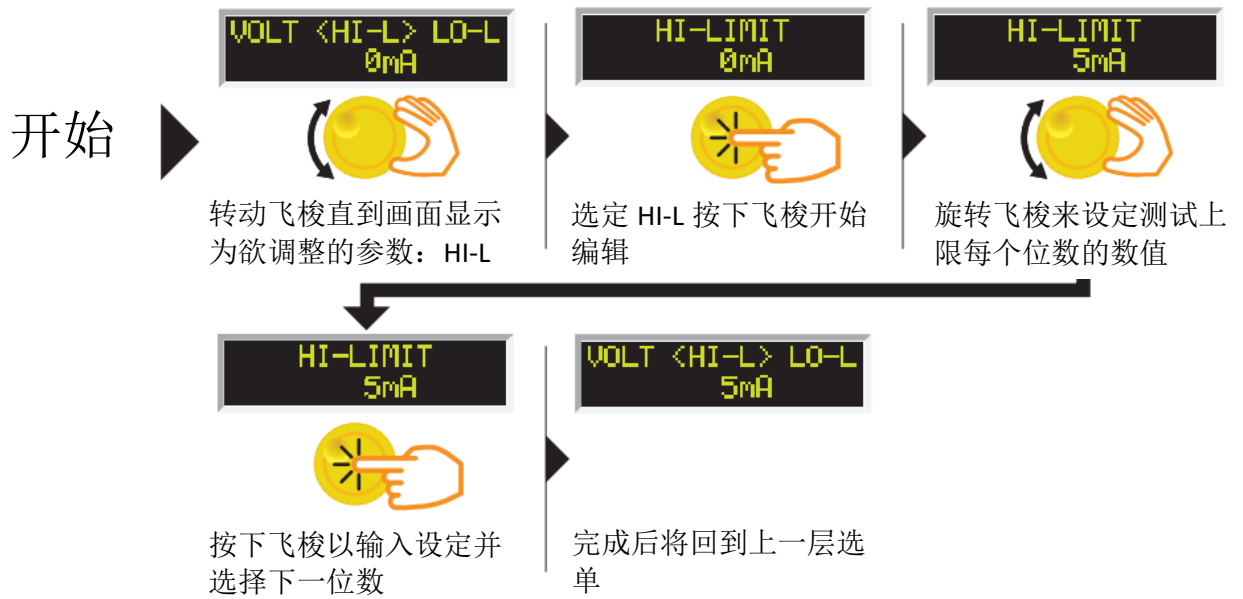 开始
VOLT <HI-L> LO-L
0mA
转动飞梭直到画面显示
为欲调整的参数：HI-L
HI-LIMIT
0mA
选定 HI-L 按下飞梭开始
编辑
HI-LIMIT
5mA
旋转飞梭来设定测试上
限每个位数的数值
HI-LIMIT
5mA
按下飞梭以输入设定并
选择下一位数
VOLT <HI-L> LO-L
5mA
完成后将回到上一层选
单